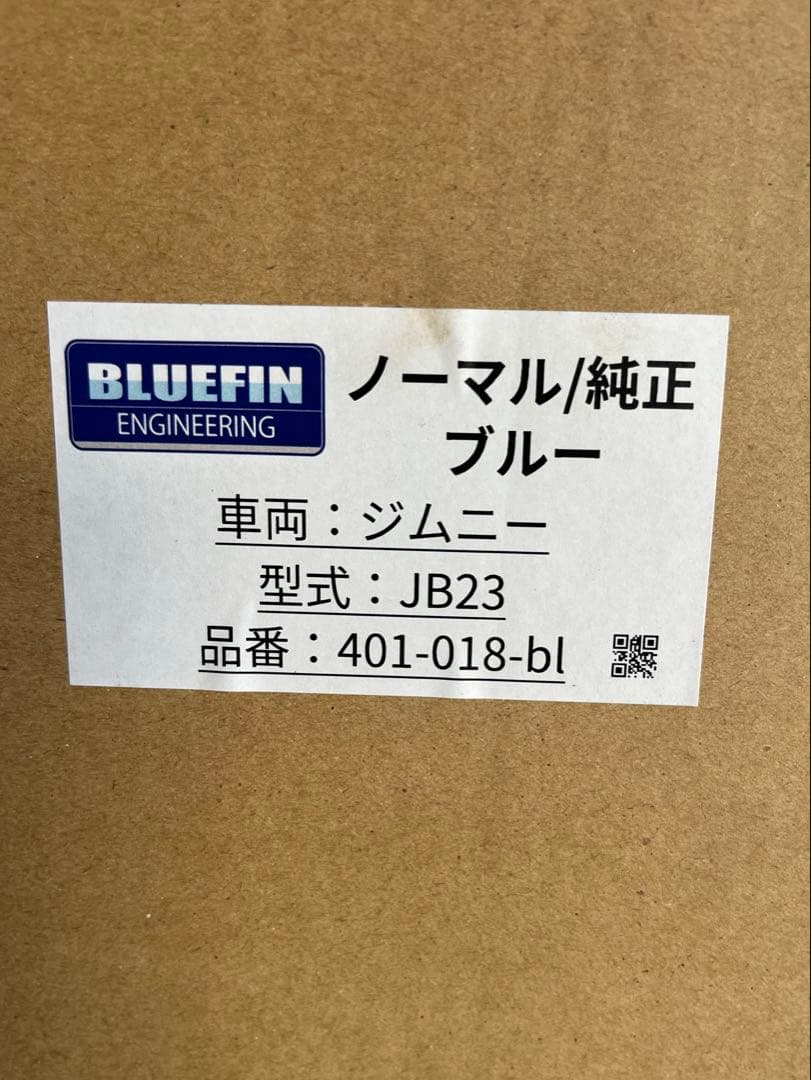 BLUEFIN
ENGINEERING
ノーマル/純正
ブルー
車両：ジムニー
型式：JB23
品番：401-018-bl